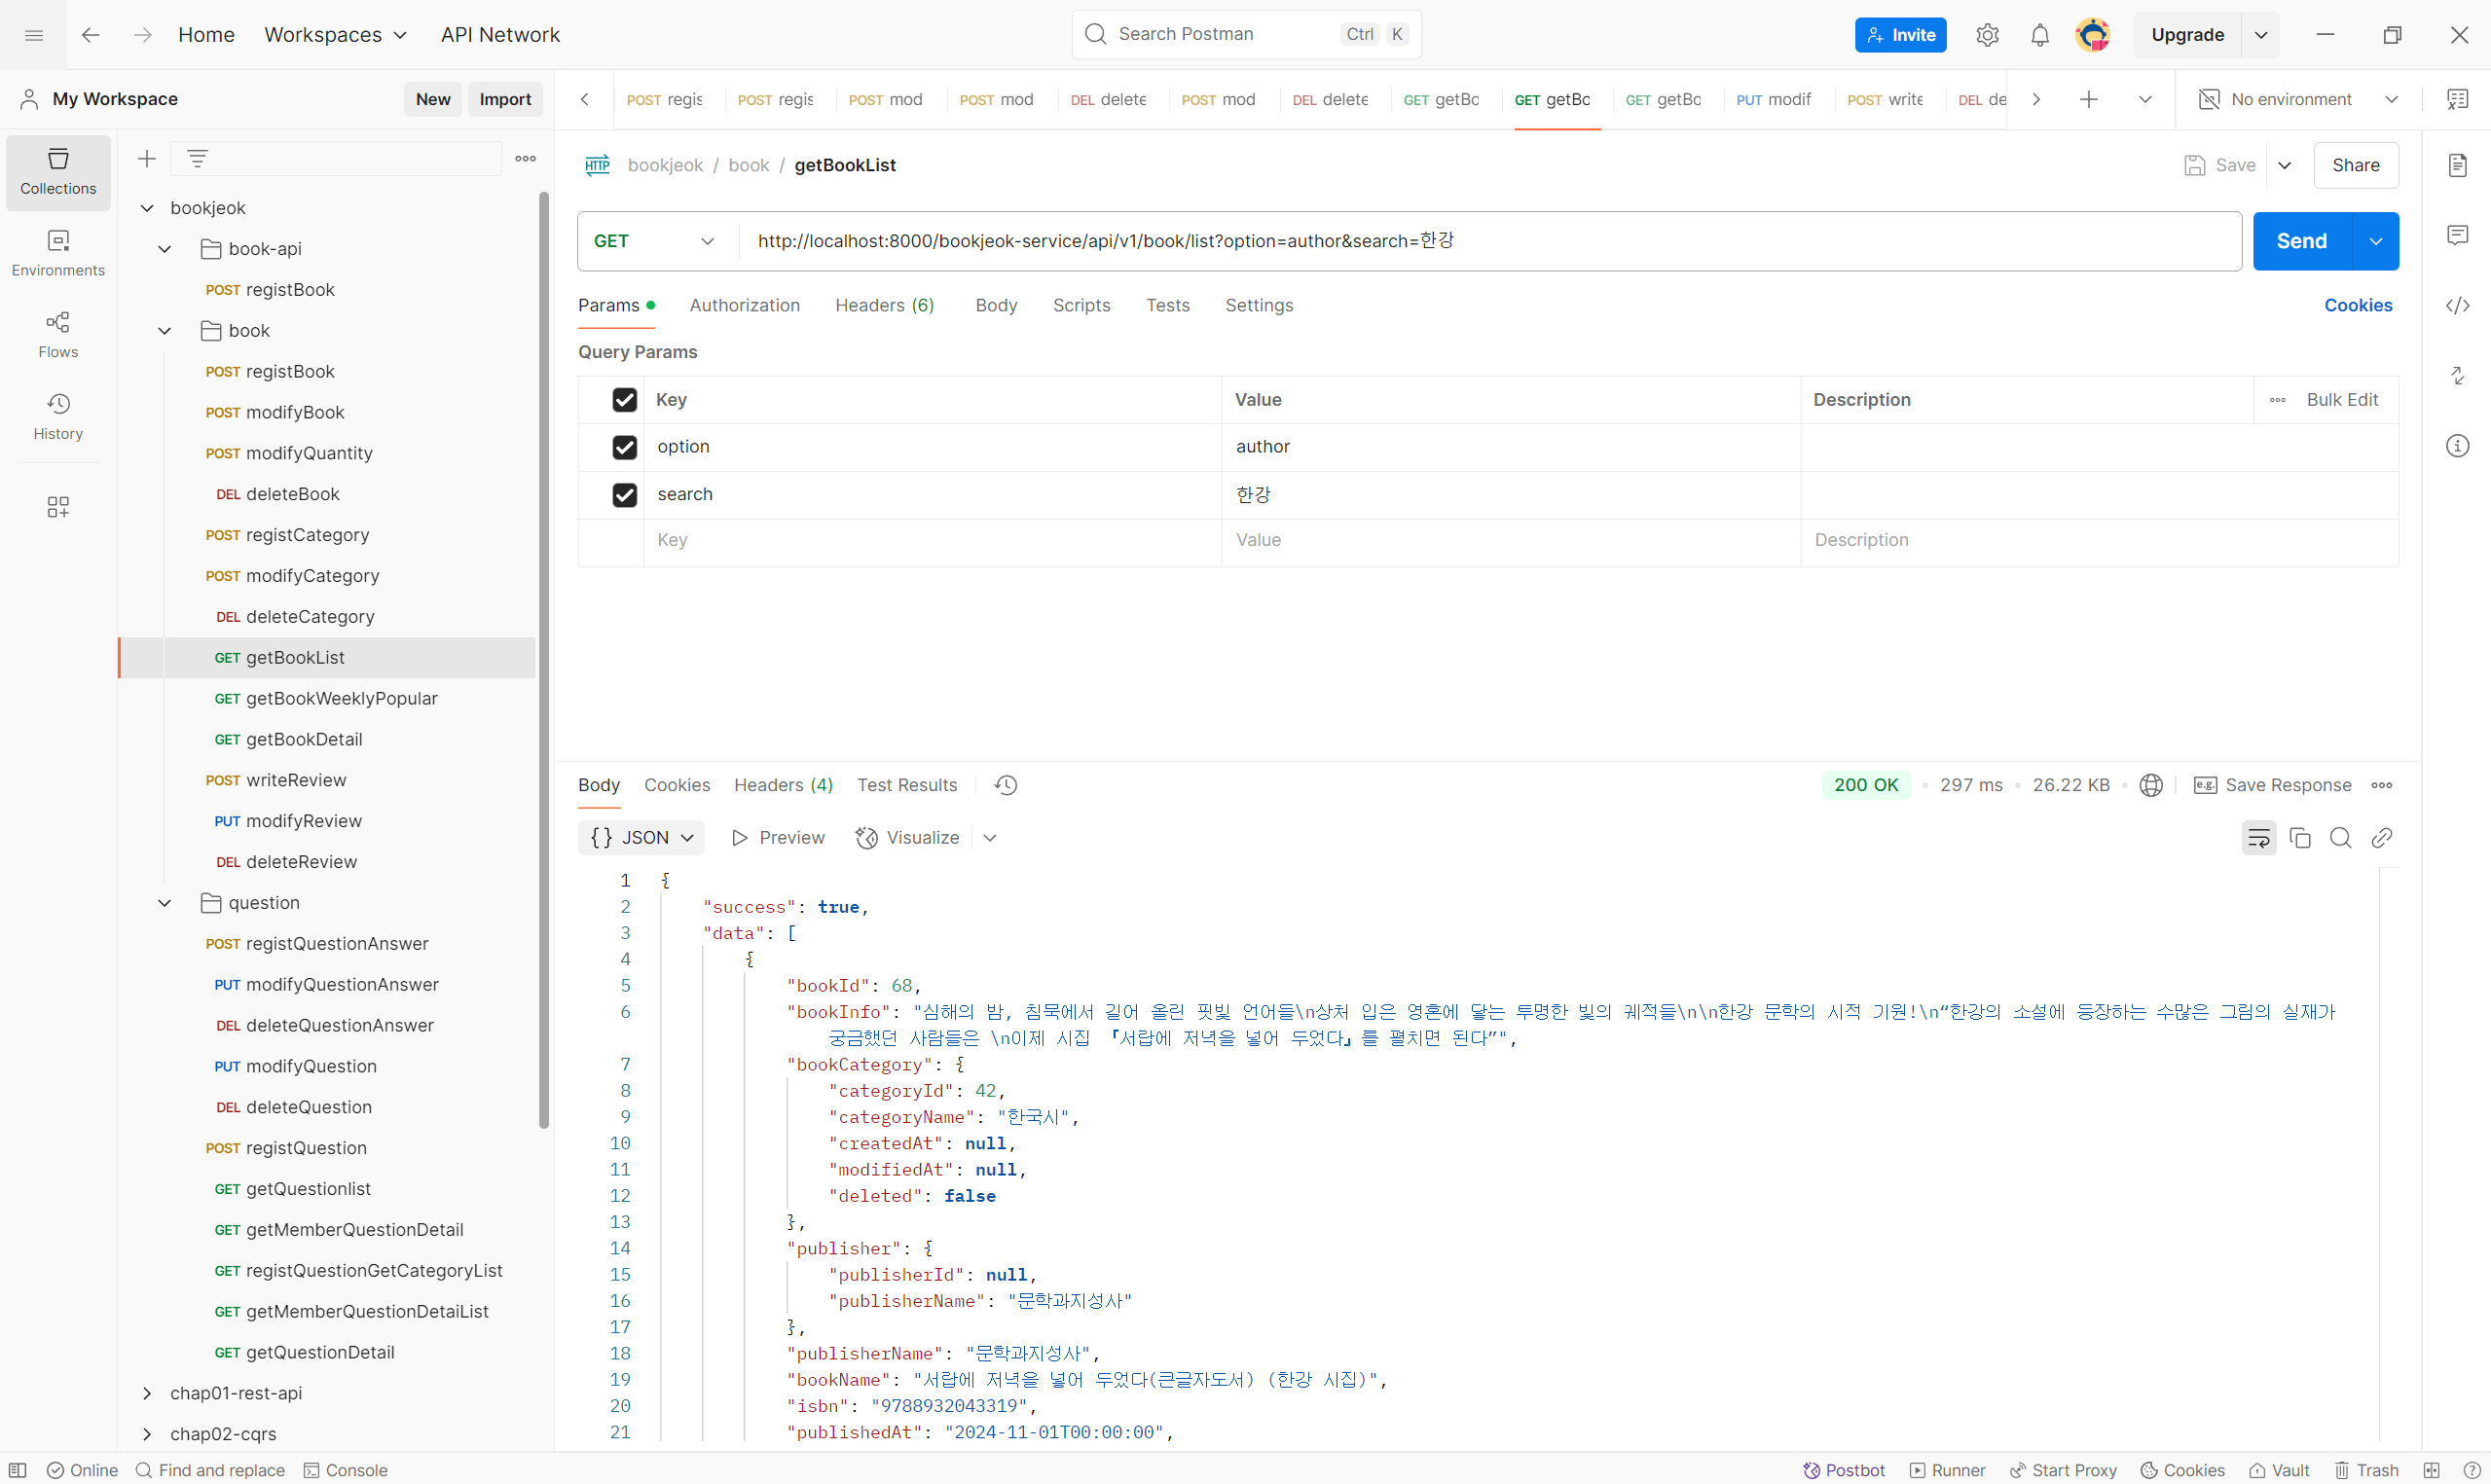 Home Workspaces API Network
Search Postman Ctrl K
Invite Upgrade
My Workspace New Import
POST regis POST regis POST mod POST mod DEL delete POST mod DEL delete GET getBo GET getBo GET getBo PUT modif POST write DEL de
No environment
Collections
Environments
Flows
History
bookjeok
book-api
POST registBook
book
POST registBook
POST modifyBook
POST modifyQuantity
DEL deleteBook
POST registCategory
POST modifyCategory
DEL deleteCategory
GET getBookList
GET getBookWeeklyPopular
GET getBookDetail
POST writeReview
PUT modifyReview
DEL deleteReview
question
POST registQuestionAnswer
PUT modifyQuestionAnswer
DEL deleteQuestionAnswer
PUT modifyQuestion
DEL deleteQuestion
POST registQuestion
GET getQuestionlist
GET getMemberQuestionDetail
GET registQuestionGetCategoryList
GET getMemberQuestionDetaiList
GET getQuestionDetail
chap01-rest-api
chap02-cqrs
HTTP bookjeok / book / getBookList
Save Share
GET http://localhost:8000/bookjeok-service/api/v1/book/list?option=author&search=한강
Send
Params Authorization Headers (6) Body Scripts Tests Settings Cookies
Query Params
Key Value Description Bulk Edit
option author
search 한강
Key Value Description
Body Cookies Headers (4) Test Results
200 OK 297 ms 26.22 KB e.g. Save Response
{} JSON Preview Visualize
1 {
2 "success": true,
3 "data": [
4 {
5 "bookId": 68,
6 "bookInfo": "심해의 밤, 침묵에서 길어 올린 핏빛 언어들\n상처 입은 영혼에 닿는 투명한 빛의 궤적들\n\n한강 문학의 시적 기원!\n“한강의 소설에 등장하는 수많은 그림의 실재가
궁금했던 사람들은 \n이제 시집 『서랍에 저녁을 넣어 두었다』를 펼치면 된다”",
7 "bookCategory": {
8 "categoryId": 42,
9 "categoryName": "한국시",
10 "createdAt": null,
11 "modifiedAt": null,
12 "deleted": false
13 },
14 "publisher": {
15 "publisherId": null,
16 "publisherName": "문학과지성사"
17 },
18 "publisherName": "문학과지성사",
19 "bookName": "서랍에 저녁을 넣어 두었다(큰글자도서) (한강 시집)",
20 "isbn": "9788932043319",
21 "publishedAt": "2024-11-01T00:00:00",
Online Find and replace Console
Postbot Runner Start Proxy Cookies Vault Trash